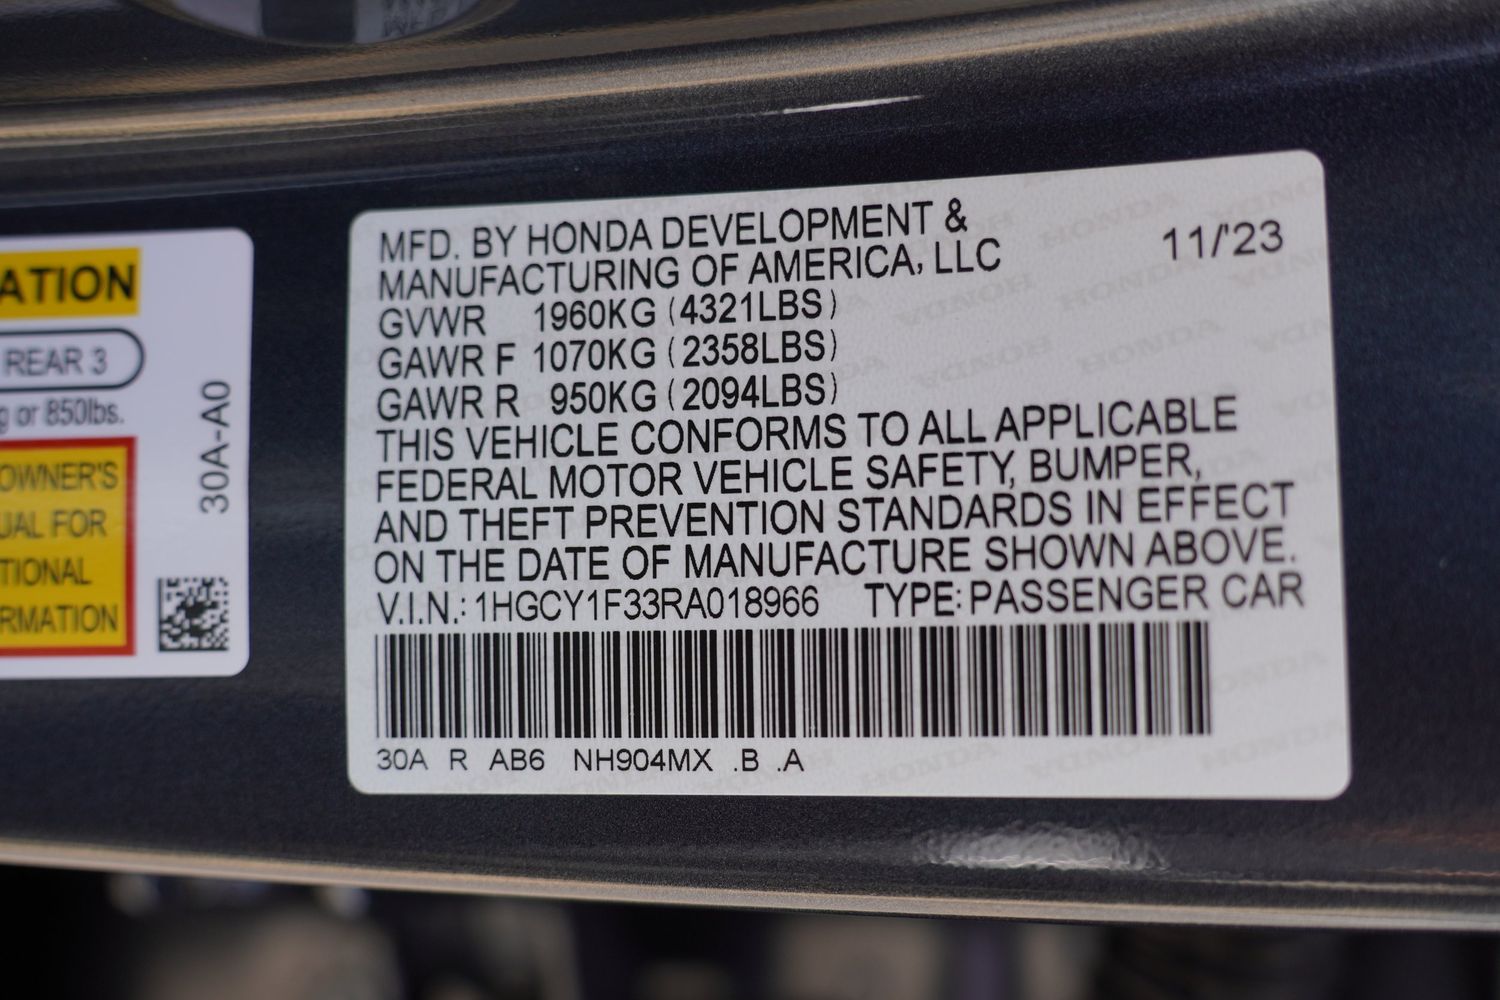 ATION
REAR 3
g or 850lbs.
OWNER'S
UAL FOR
TIONAL
RMATION
30A-A0
MFD. BY HONDA DEVELOPMENT &
MANUFACTURING OF AMERICA, LLC 11/'23
GVWR 1960KG (4321LBS)
GAWR F 1070KG (2358LBS)
GAWR R 950KG (2094LBS)
THIS VEHICLE CONFORMS TO ALL APPLICABLE
FEDERAL MOTOR VEHICLE SAFETY, BUMPER,
AND THEFT PREVENTION STANDARDS IN EFFECT
ON THE DATE OF MANUFACTURE SHOWN ABOVE.
V.I.N.: 1HGCY1F33RA018966 TYPE: PASSENGER CAR
30A R AB6 NH904MX .B .A